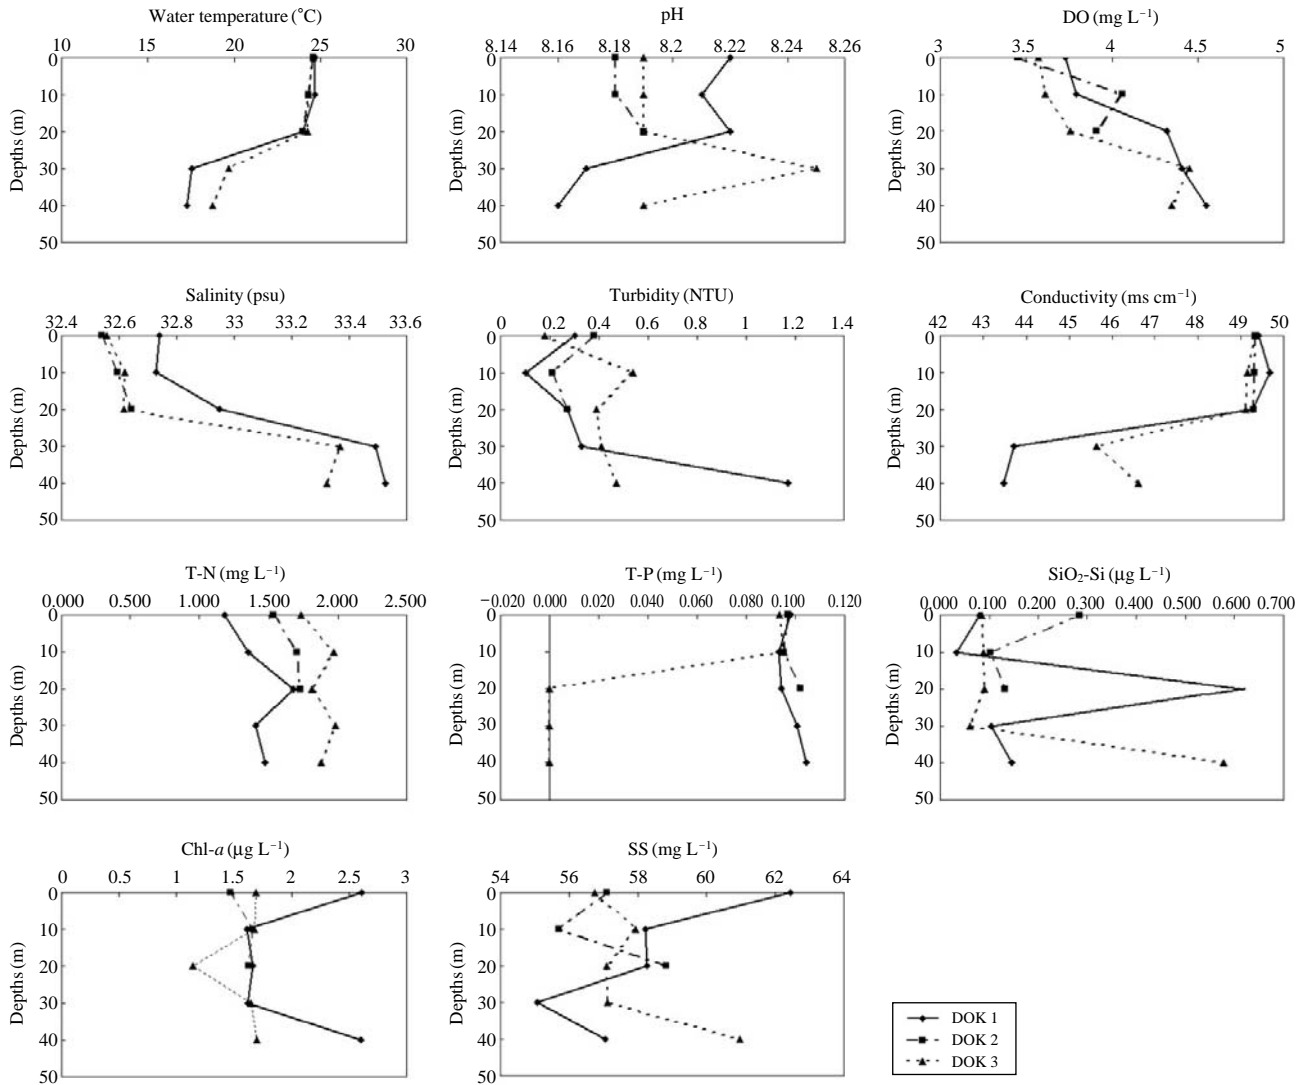 Water temperature (°C)
10 15 20 25 30
0
10
20
30
40
50
Depths (m)
pH
8.14 8.16 8.18 8.2 8.22 8.24 8.26
0
10
20
30
40
50
Depths (m)
DO (mg L−1)
3 3.5 4 4.5 5
0
10
20
30
40
50
Depths (m)
Salinity (psu)
32.4 32.6 32.8 33 33.2 33.4 33.6
0
10
20
30
40
50
Depths (m)
Turbidity (NTU)
0 0.2 0.4 0.6 0.8 1 1.2 1.4
0
10
20
30
40
50
Depths (m)
Conductivity (ms cm−1)
42 43 44 45 46 47 48 49 50
0
10
20
30
40
50
Depths (m)
T-N (mg L−1)
0.000 0.500 1.000 1.500 2.000 2.500
0
10
20
30
40
50
Depths (m)
T-P (mg L−1)
−0.020 0.000 0.020 0.040 0.060 0.080 0.100 0.120
0
10
20
30
40
50
Depths (m)
SiO2-Si (µg L−1)
0.000 0.100 0.200 0.300 0.400 0.500 0.600 0.700
0
10
20
30
40
50
Depths (m)
Chl-a (µg L−1)
0 0.5 1 1.5 2 2.5 3
0
10
20
30
40
50
Depths (m)
SS (mg L−1)
54 56 58 60 62 64
0
10
20
30
40
50
Depths (m)
DOK 1
DOK 2
DOK 3